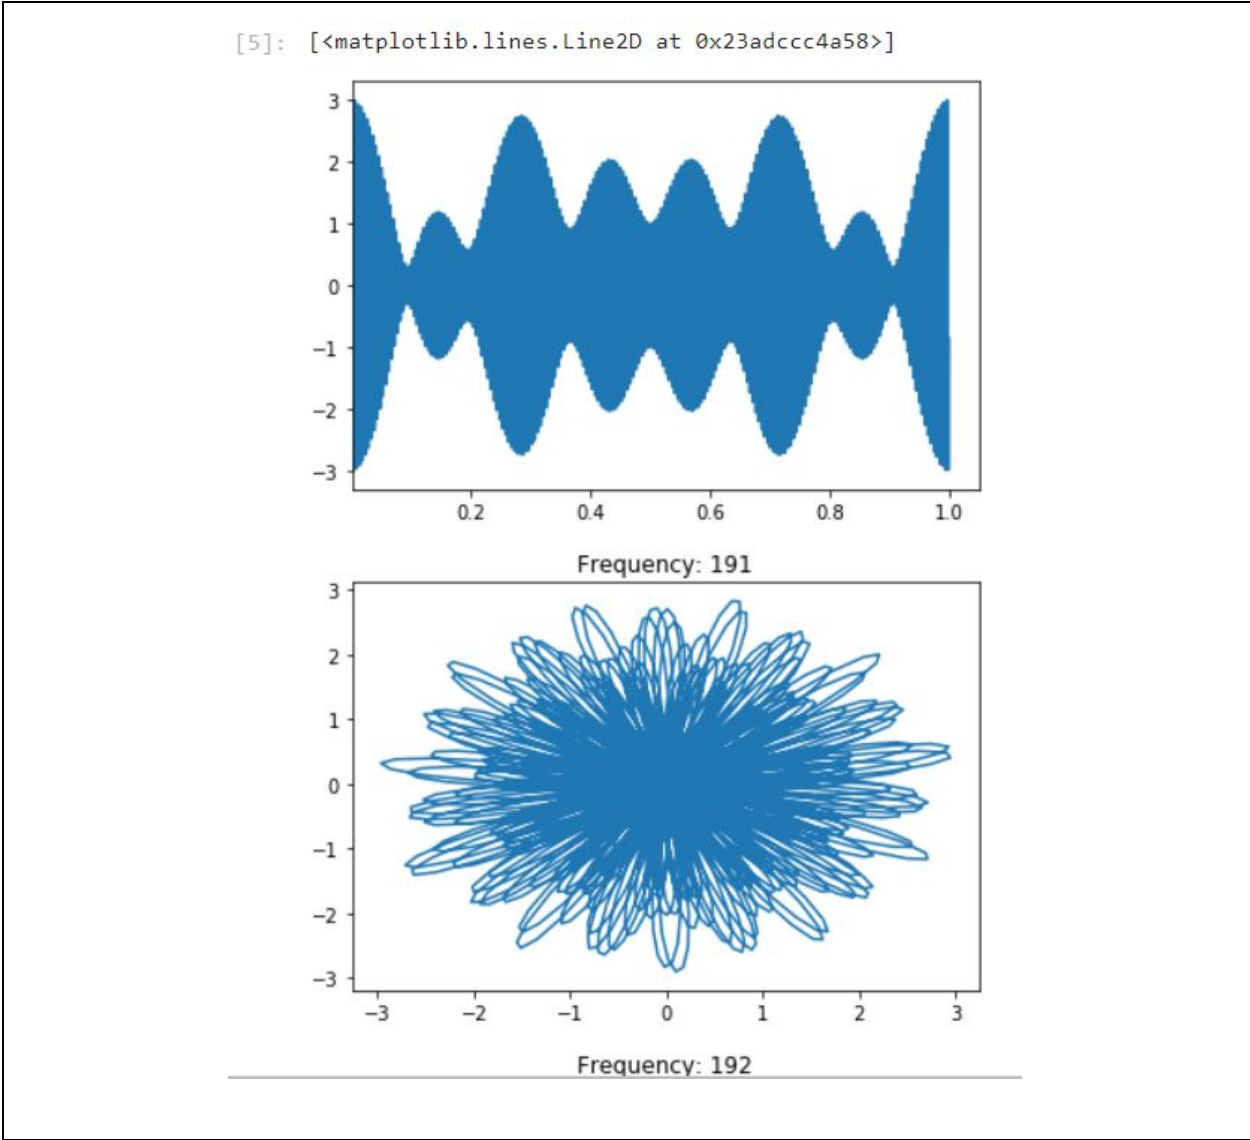 [5]: [<matplotlib.lines.Line2D at 0x23adccc4a58>]
3
2
1
0
−1
−2
−3
0.2 0.4 0.6 0.8 1.0
Frequency: 191
3
2
1
0
−1
−2
−3
−3 −2 −1 0 1 2 3
Frequency: 192